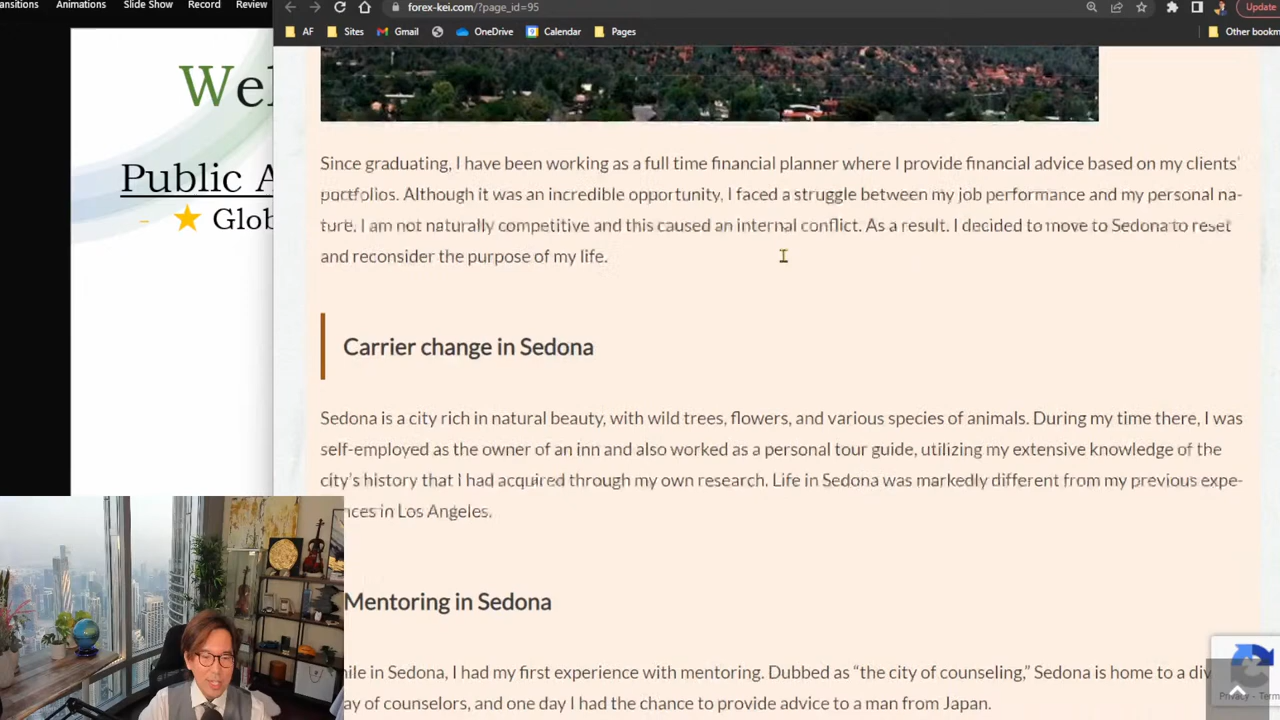 Animations Slide Show Record Review
forex-kei.com/?page_id=95
Update
AF Sites Gmail OneDrive Calendar Pages
Public A
Glob
Since graduating, I have been working as a full time financial planner where I provide financial advice based on my clients’
portfolios. Although it was an incredible opportunity, I faced a struggle between my job performance and my personal na-
ture. I am not naturally competitive and this caused an internal conflict. As a result. I decided to move to Sedona to reset
and reconsider the purpose of my life.
Carrier change in Sedona
Sedona is a city rich in natural beauty, with wild trees, flowers, and various species of animals. During my time there, I was
self-employed as the owner of an inn and also worked as a personal tour guide, utilizing my extensive knowledge of the
city’s history that I had acquired through my own research. Life in Sedona was markedly different from my previous expe-
nces in Los Angeles.
Mentoring in Sedona
ile in Sedona, I had my first experience with mentoring. Dubbed as “the city of counseling,” Sedona is home to a div
ay of counselors, and one day I had the chance to provide advice to a man from Japan.
Privacy - Term